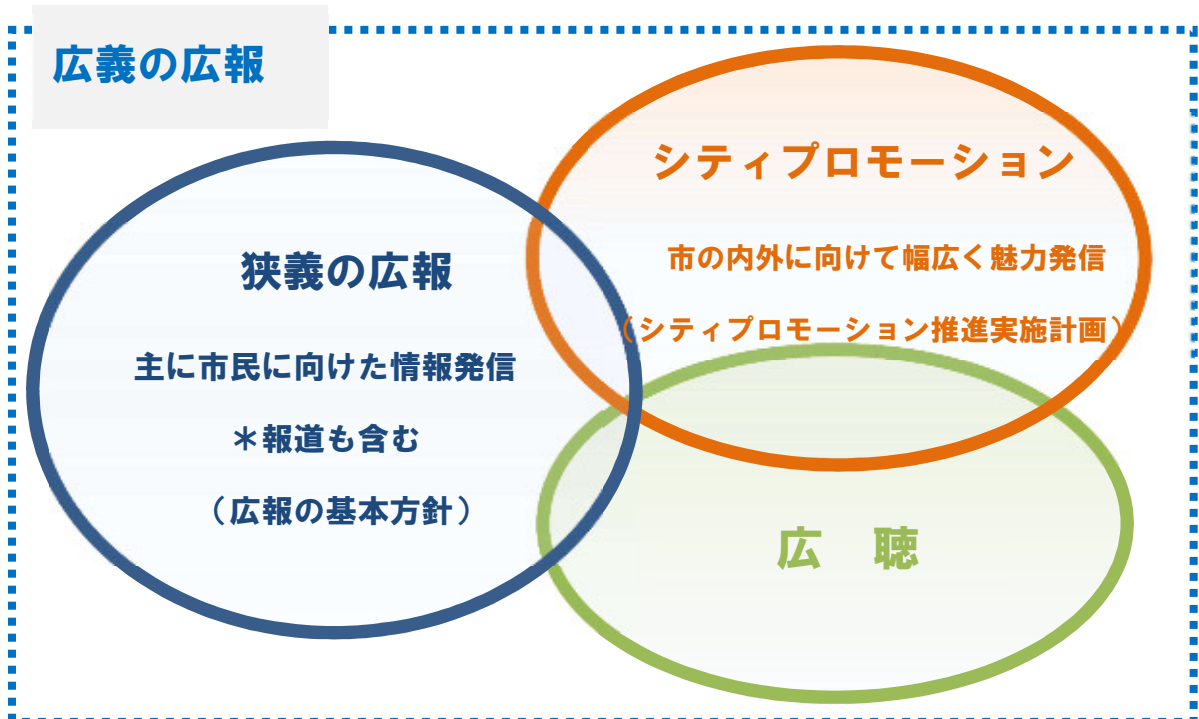 広義の広報
狭義の広報
主に市民に向けた情報発信
＊報道も含む
（広報の基本方針）
シティプロモーション
市の内外に向けて幅広く魅力発信
（シティプロモーション推進実施計画）
広　聴